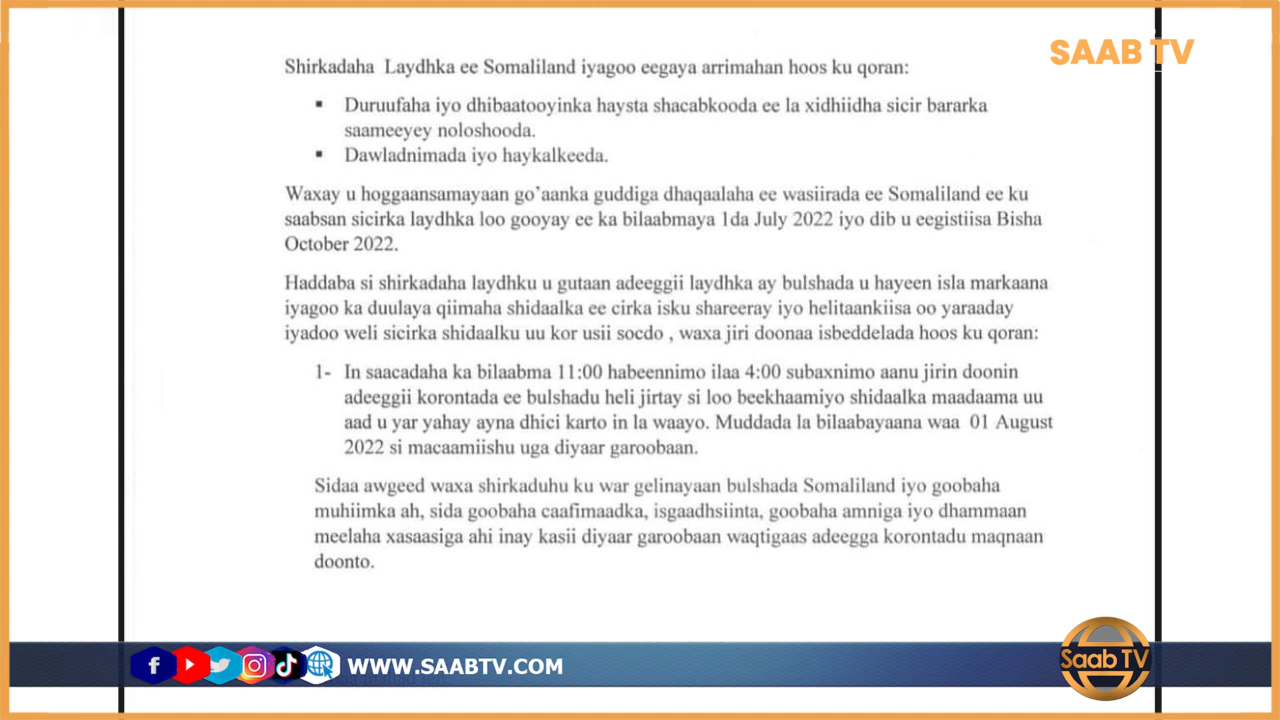 SAAB TV
Shirkadaha Laydhka ee Somaliland iyagoo eegaya arrimahan hoos ku qoran:
▪ Duruufaha iyo dhibaatooyinka haysta shacabkooda ee la xidhiidha sicir bararka
saameeyey noloshooda.
▪ Dawladnimada iyo haykalkeeda.
Waxay u hoggaansamayaan go'aanka guddiga dhaqaalaha ee wasiirada ee Somaliland ee ku
saabsan sicirka laydhka loo gooyay ee ka bilaabmaya 1da July 2022 iyo dib u eegistiisa Bisha
October 2022.
Haddaba si shirkadaha laydhku u gutaan adeeggii laydhka ay bulshada u hayeen isla markaana
iyagoo ka duulaya qiimaha shidaalka ee cirka isku shareeray iyo helitaankiisa oo yaraaday
iyadoo weli sicirka shidaalku uu kor usii socdo , waxa jiri doonaa isbeddelada hoos ku qoran:
1- In saacadaha ka bilaabma 11:00 habeennimo ilaa 4:00 subaxnimo aanu jirin doonin
adeeggii korontada ee bulshadu heli jirtay si loo beekhaamiyo shidaalka maadaama uu
aad u yar yahay ayna dhici karto in la waayo. Muddada la bilaabayaana waa 01 August
2022 si macaamiishu uga diyaar garoobaan.
Sidaa awgeed waxa shirkaduhu ku war gelinayaan bulshada Somaliland iyo goobaha
muhiimka ah, sida goobaha caafimaadka, isgaadhsiinta, goobaha amniga iyo dhammaan
meelaha xasaasiga ahi inay kasii diyaar garoobaan waqtigaas adeegga korontadu maqnaan
doonto.
WWW.SAABTV.COM
Saab TV